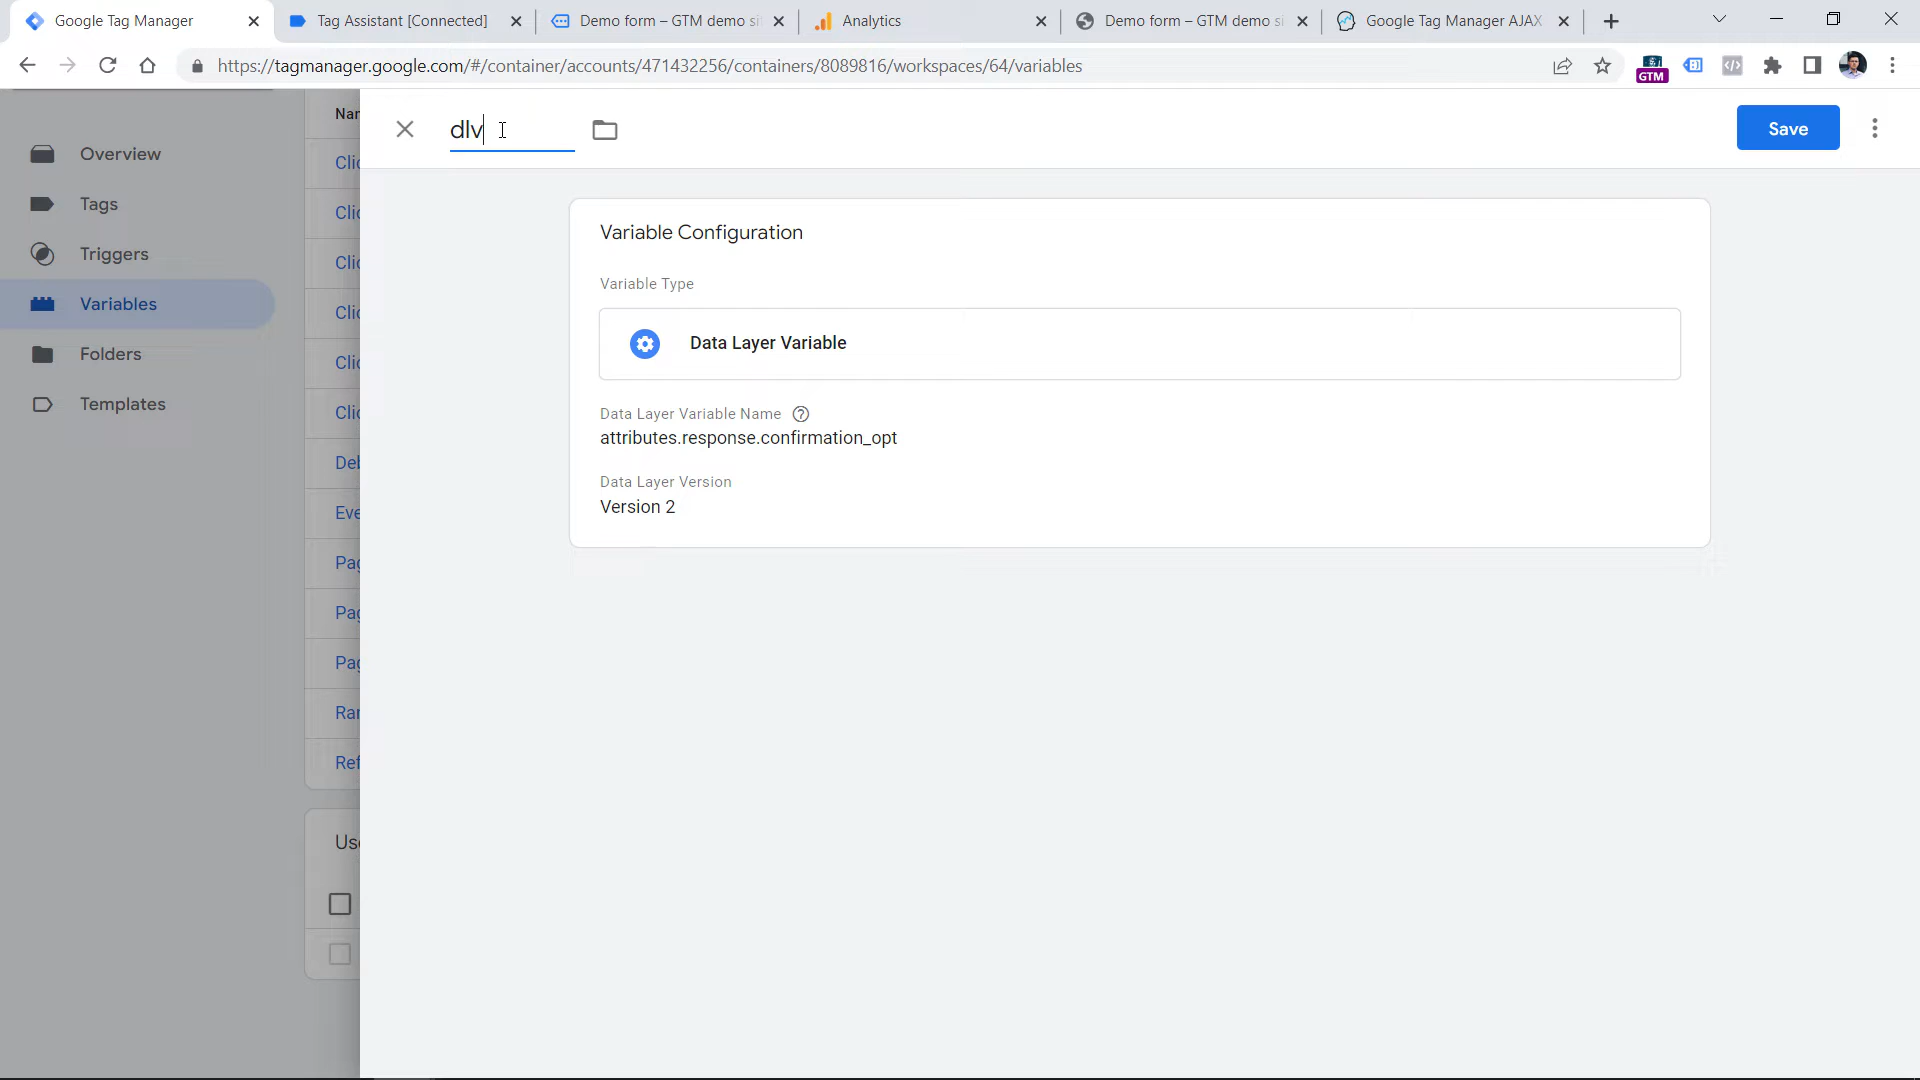 Google Tag Manager
Tag Assistant [Connected]
Demo form – GTM demo si
Analytics
Demo form – GTM demo si
Google Tag Manager AJAX
https://tagmanager.google.com/#/container/accounts/471432256/containers/8089816/workspaces/64/variables
GTM
Overview
Tags
Triggers
Variables
Folders
Templates
Nar
Clic
Clic
Clic
Clic
Clic
Clic
Deb
Eve
Pag
Pag
Pag
Ran
Ref
Use
dlv
Save
Variable Configuration
Variable Type
Data Layer Variable
Data Layer Variable Name
attributes.response.confirmation_opt
Data Layer Version
Version 2